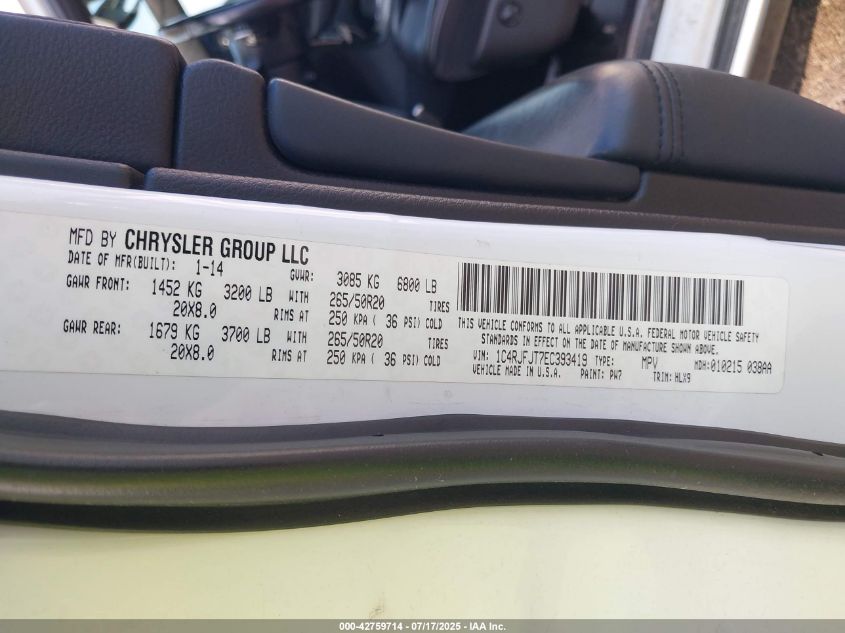 MFD BY CHRYSLER GROUP LLC
DATE OF MFR(BUILT): 1-14
GVWR: 3085 KG 6800 LB
GAWR FRONT: 1452 KG 3200 LB WITH 265/50R20 TIRES
20X8.0 RIMS AT 250 KPA ( 36 PSI) COLD
GAWR REAR: 1679 KG 3700 LB WITH 265/50R20 TIRES
20X8.0 RIMS AT 250 KPA ( 36 PSI) COLD
THIS VEHICLE CONFORMS TO ALL APPLICABLE U.S.A. FEDERAL MOTOR VEHICLE SAFETY
STANDARDS IN EFFECT ON THE DATE OF MANUFACTURE SHOWN ABOVE.
VIN: 1C4RJFJT7EC393419 TYPE: MPV MDH:010215 038AA
VEHICLE MADE IN U.S.A. PAINT: PW7 TRIM: HLX9
000-42759714 - 07/17/2025 - IAA Inc.